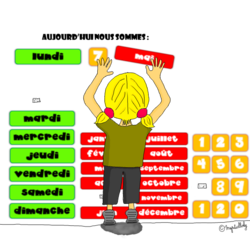 AUJOURD'HUI NOUS SOMMES :
lundi 7 mai
mardi
mercredi
jeudi
vendredi
samedi
dimanche
juillet
août
septembre
octobre
novembre
décembre
1 2 3
4 5 6
8 9
1 2 0